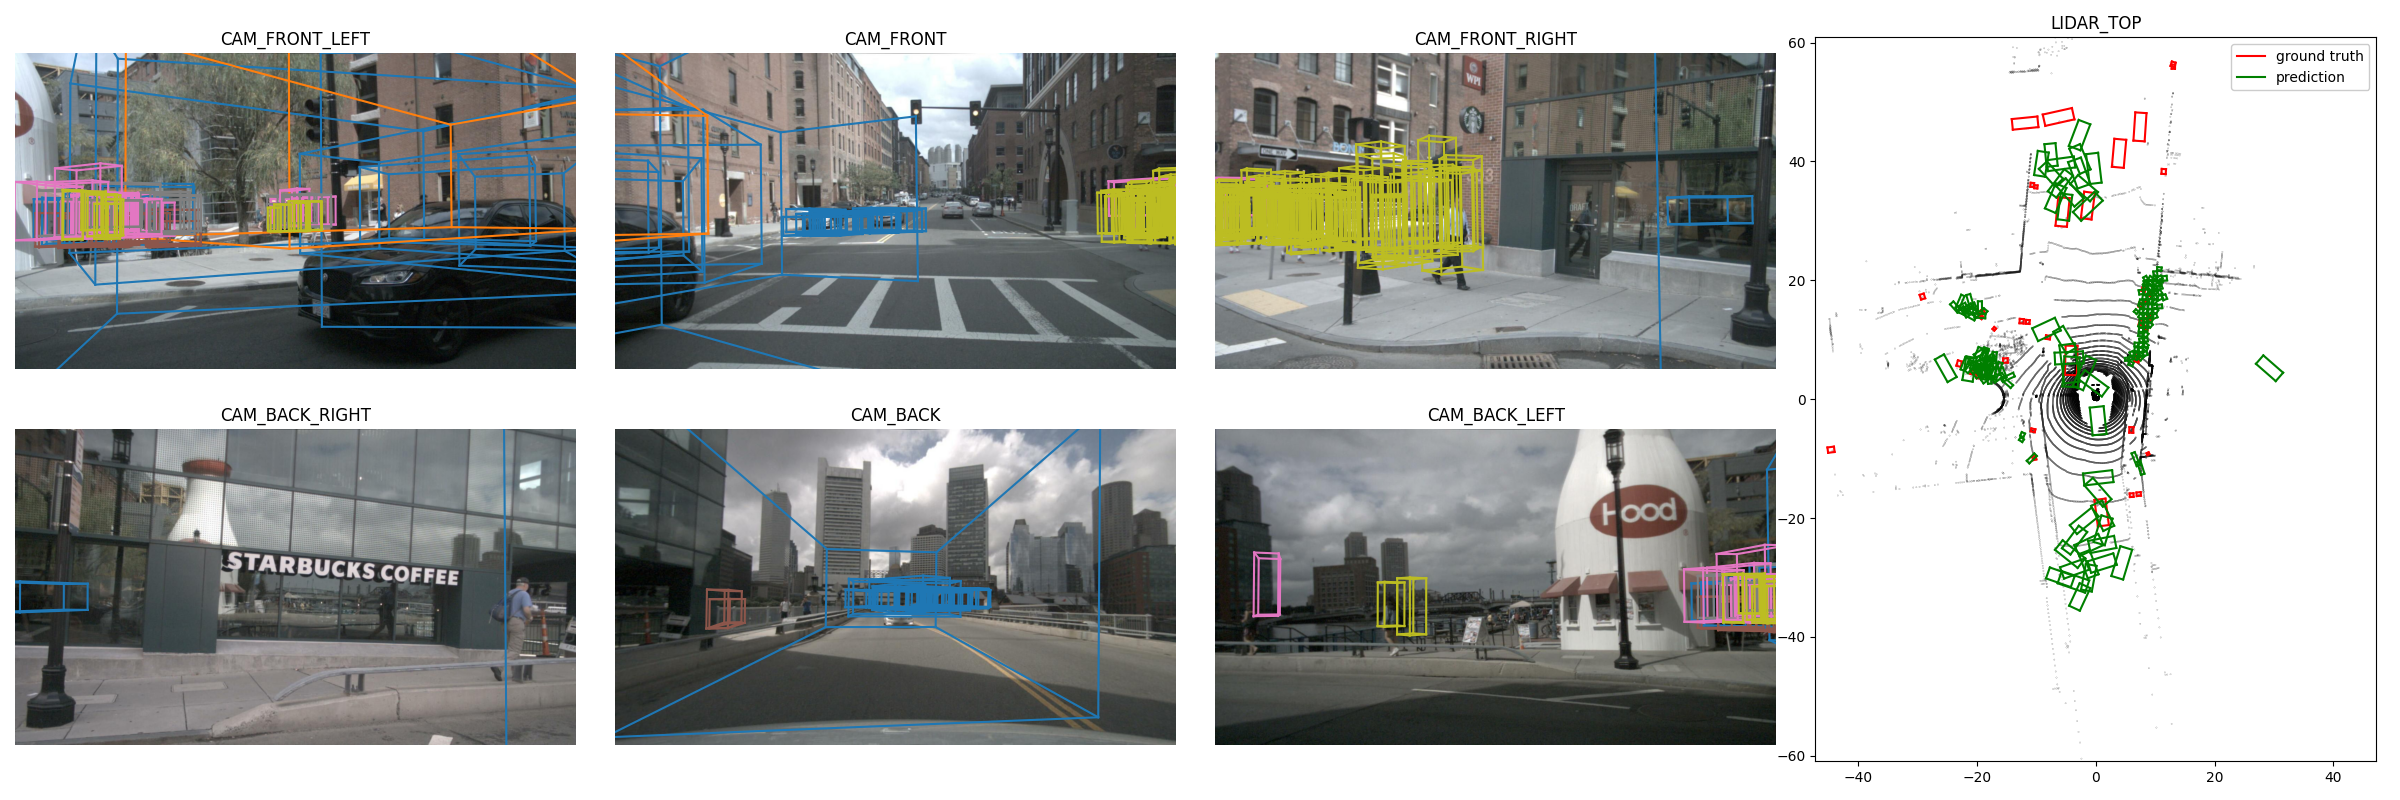 CAM_FRONT_LEFT
CAM_FRONT
CAM_FRONT_RIGHT
LIDAR_TOP
WPI
ground truth
prediction
60
40
20
0
−20
−40
−60
−40
−20
0
20
40
CAM_BACK_RIGHT
CAM_BACK
CAM_BACK_LEFT
STARBUCKS COFFEE
Hood